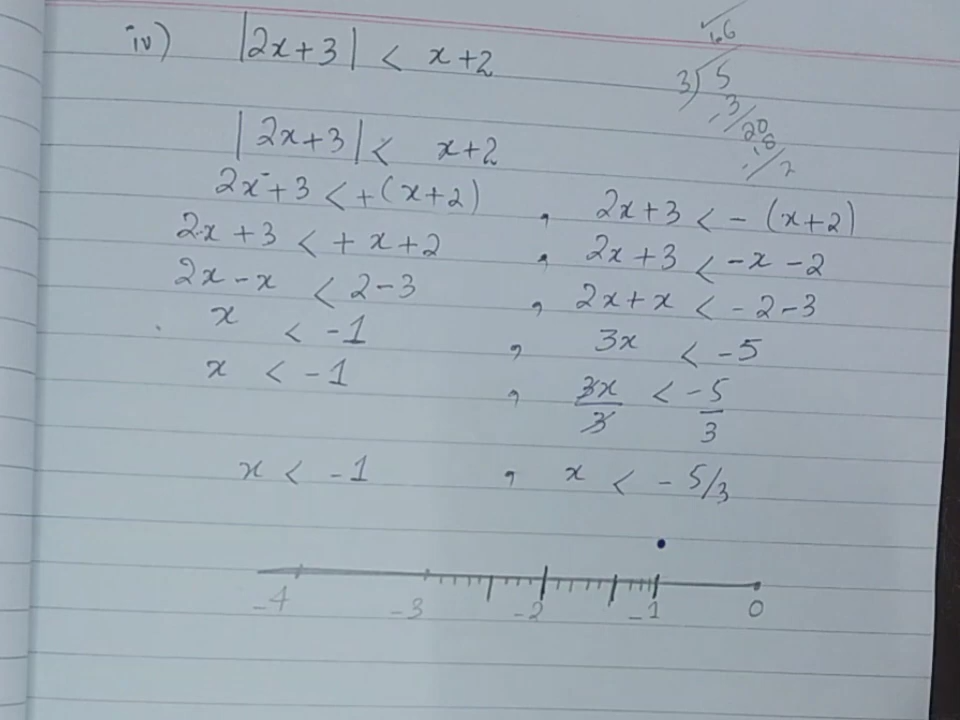 iv) |2x+3| < x+2
|2x+3| < x+2
2x+3 < +(x+2) , 2x+3 < -(x+2)
2x+3 < +x+2 , 2x+3 < -x-2
2x-x < 2-3 , 2x+x < -2-3
x < -1 , 3x < -5
x < -1 , 3x/3 < -5/3
x < -1 , x < -5/3
-4 -3 -2 -1 0